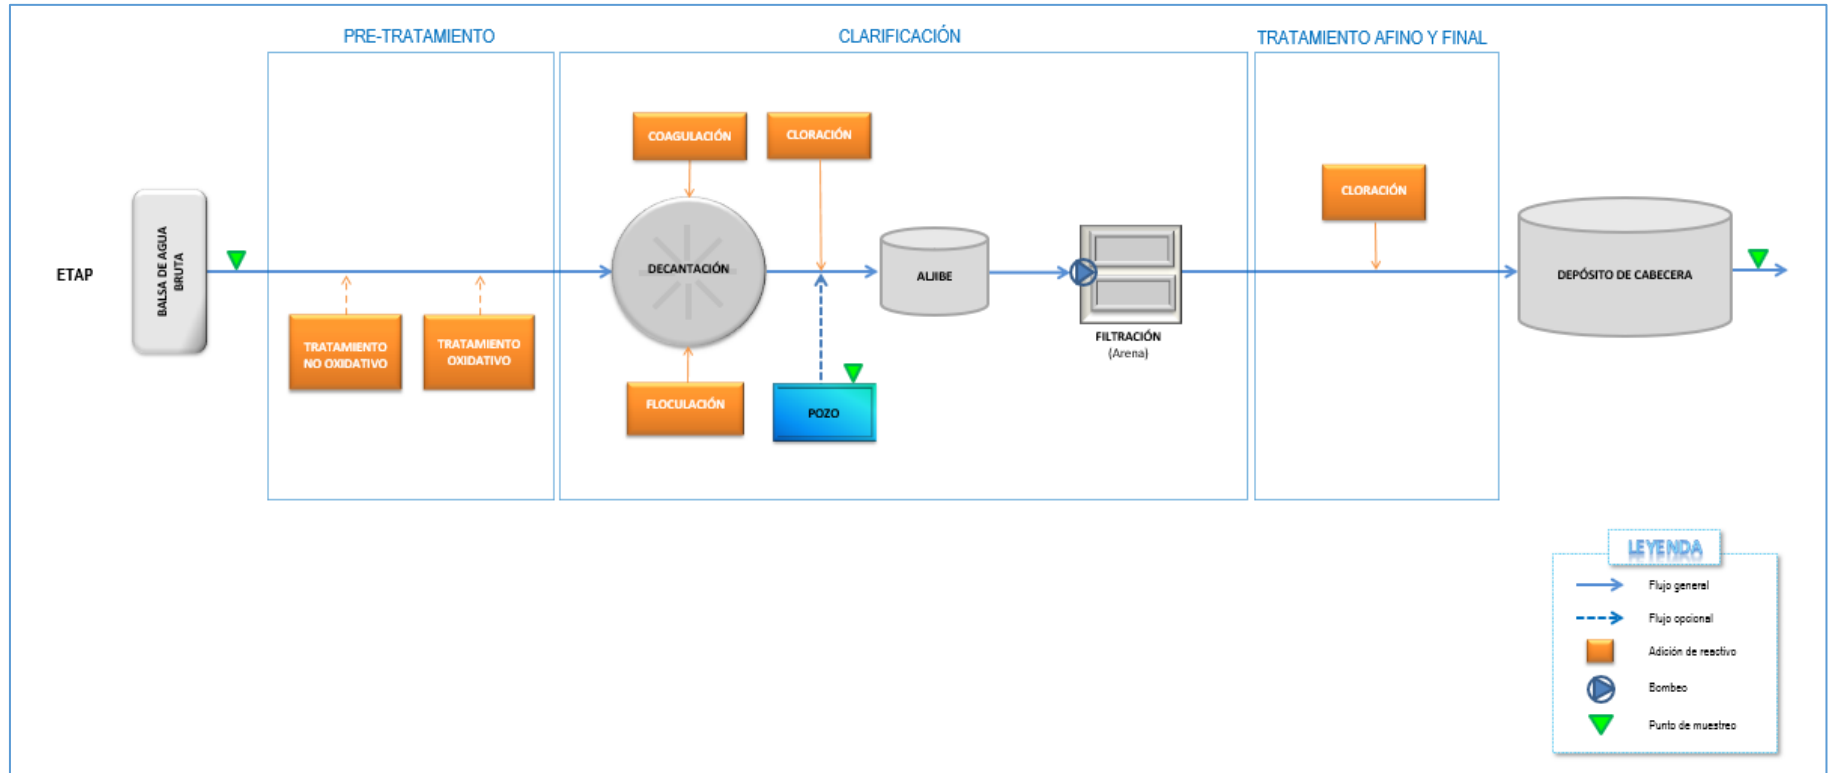 PRE-TRATAMIENTO
CLARIFICACIÓN
TRATAMIENTO AFINO Y FINAL
COAGULACIÓN
CLORACIÓN
CLORACIÓN
ETAP
BALSA DE AGUA
BRUTA
DECANTACIÓN
ALJIBE
DEPÓSITO DE CABECERA
TRATAMIENTO
NO OXIDATIVO
TRATAMIENTO
OXIDATIVO
FILTRACIÓN
(Arena)
FLOCULACIÓN
POZO
LEYENDA
Flujo general
Flujo opcional
Adición de reactivo
Bombeo
Punto de muestreo